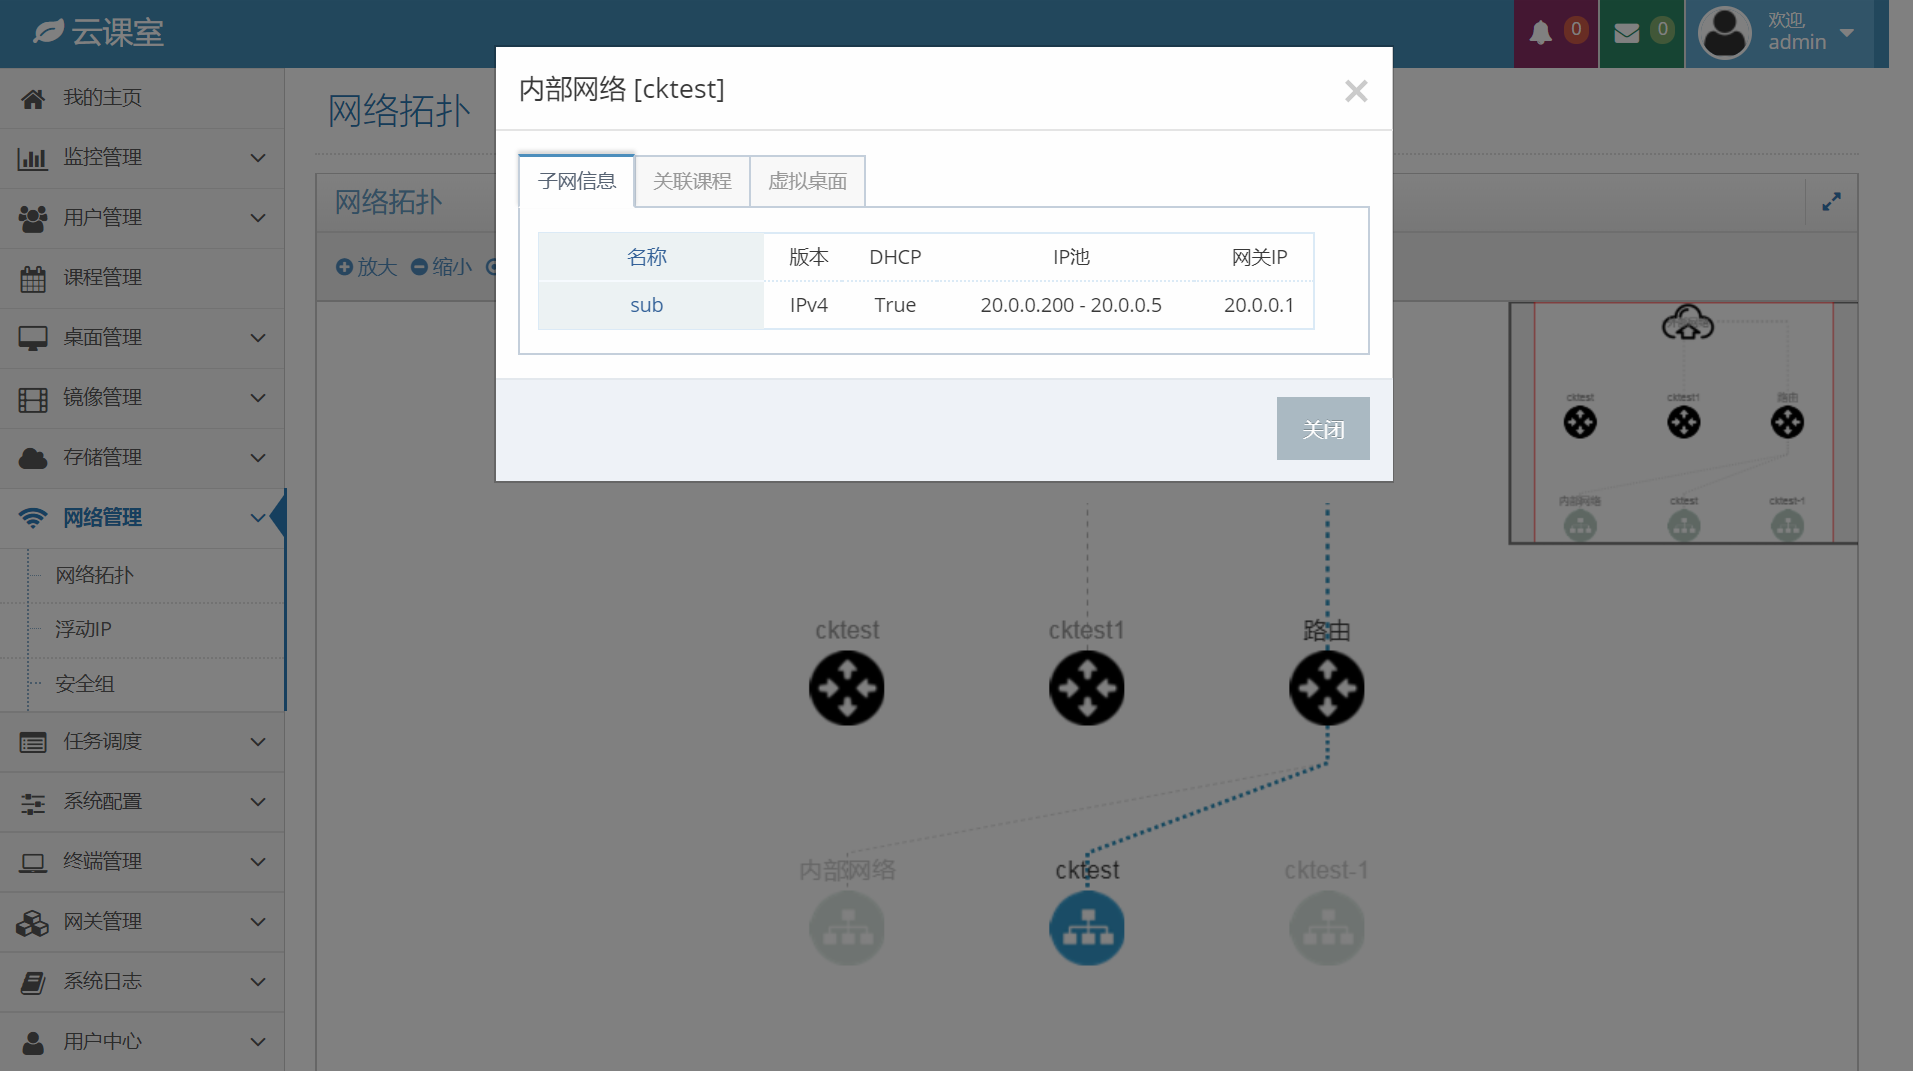 云课室
0
0
欢迎,
admin
我的主页
监控管理
用户管理
课程管理
桌面管理
镜像管理
存储管理
网络管理
网络拓扑
浮动IP
安全组
任务调度
系统配置
终端管理
网关管理
系统日志
用户中心
网络拓扑
网络拓扑
放大 缩小
内部网络 [cktest]
×
子网信息 关联课程 虚拟桌面
名称 版本 DHCP IP池 网关IP
sub IPv4 True 20.0.0.200 - 20.0.0.5 20.0.0.1
关闭
cktest cktest1 路由
内部网络 cktest cktest-1
cktest cktest1 路由
内部网络 cktest cktest-1